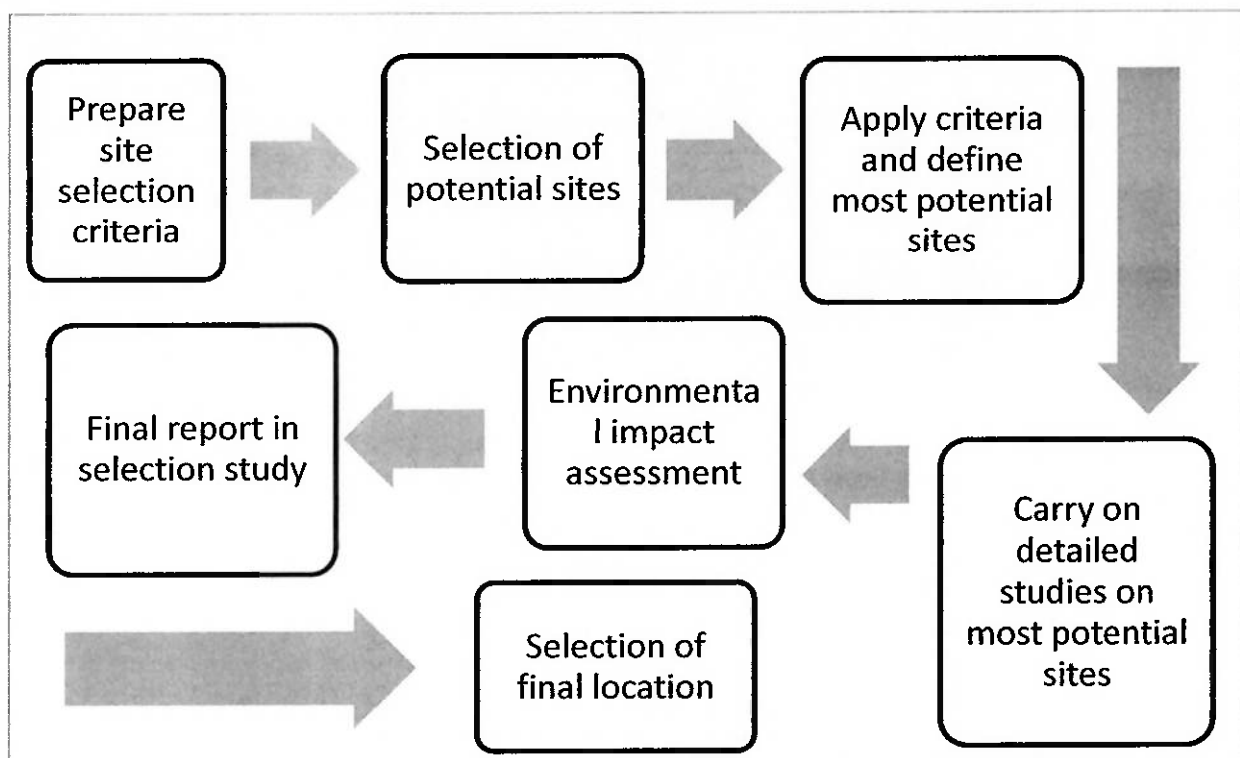 Prepare
site
selection
criteria
Selection of
potential sites
Apply criteria
and define
most potential
sites
Carry on
detailed
studies on
most potential
sites
Environmenta
l impact
assessment
Final report in
selection study
Selection of
final location